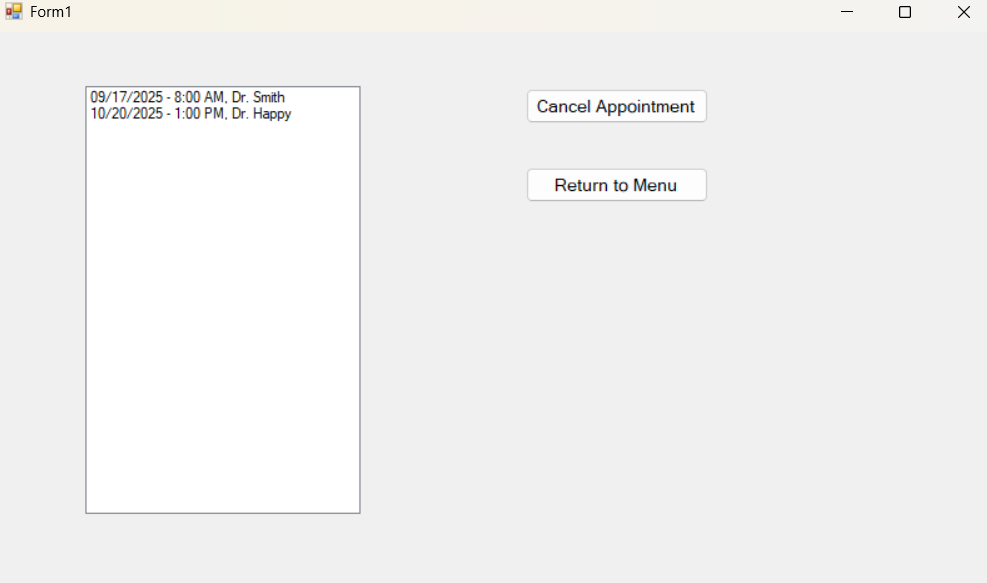 Form1
09/17/2025 - 8:00 AM, Dr. Smith
10/20/2025 - 1:00 PM, Dr. Happy
Cancel Appointment
Return to Menu